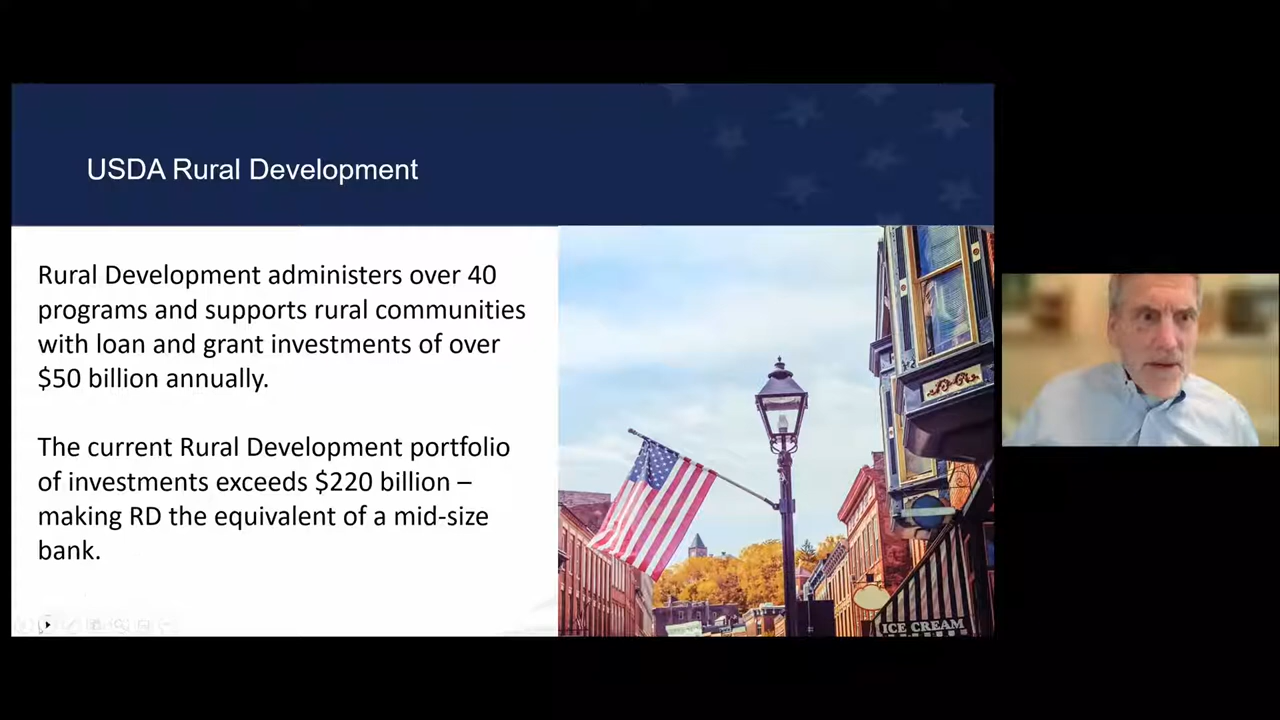 USDA Rural Development
Rural Development administers over 40
programs and supports rural communities
with loan and grant investments of over
$50 billion annually.
The current Rural Development portfolio
of investments exceeds $220 billion –
making RD the equivalent of a mid-size
bank.
ICE CREAM